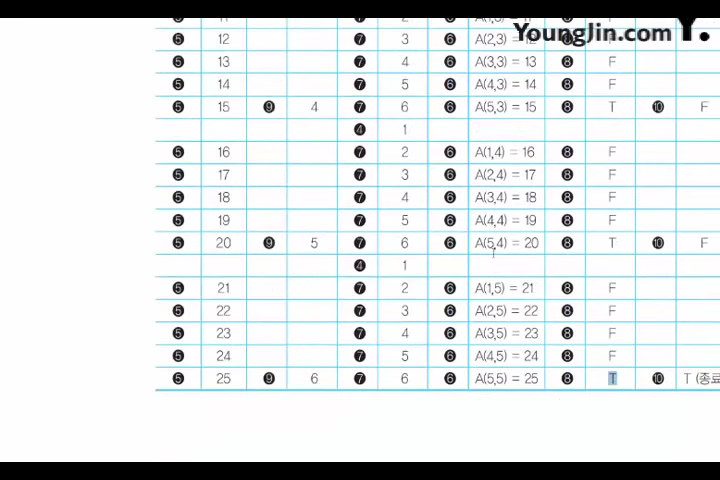 YoungJin.com Y.
❺ 12 ❼ 3 ❻ A(2,3) = 12 F
❺ 13 ❼ 4 ❻ A(3,3) = 13 ❽ F
❺ 14 ❼ 5 ❻ A(4,3) = 14 ❽ F
❺ 15 ❾ 4 ❼ 6 ❻ A(5,3) = 15 ❽ T ❿ F
❹ 1
❺ 16 ❼ 2 ❻ A(1,4) = 16 ❽ F
❺ 17 ❼ 3 ❻ A(2,4) = 17 ❽ F
❺ 18 ❼ 4 ❻ A(3,4) = 18 ❽ F
❺ 19 ❼ 5 ❻ A(4,4) = 19 ❽ F
❺ 20 ❾ 5 ❼ 6 ❻ A(5,4) = 20 ❽ T ❿ F
❹ 1
❺ 21 ❼ 2 ❻ A(1,5) = 21 ❽ F
❺ 22 ❼ 3 ❻ A(2,5) = 22 ❽ F
❺ 23 ❼ 4 ❻ A(3,5) = 23 ❽ F
❺ 24 ❼ 5 ❻ A(4,5) = 24 ❽ F
❺ 25 ❾ 6 ❼ 6 ❻ A(5,5) = 25 ❽ T ❿ T (종료